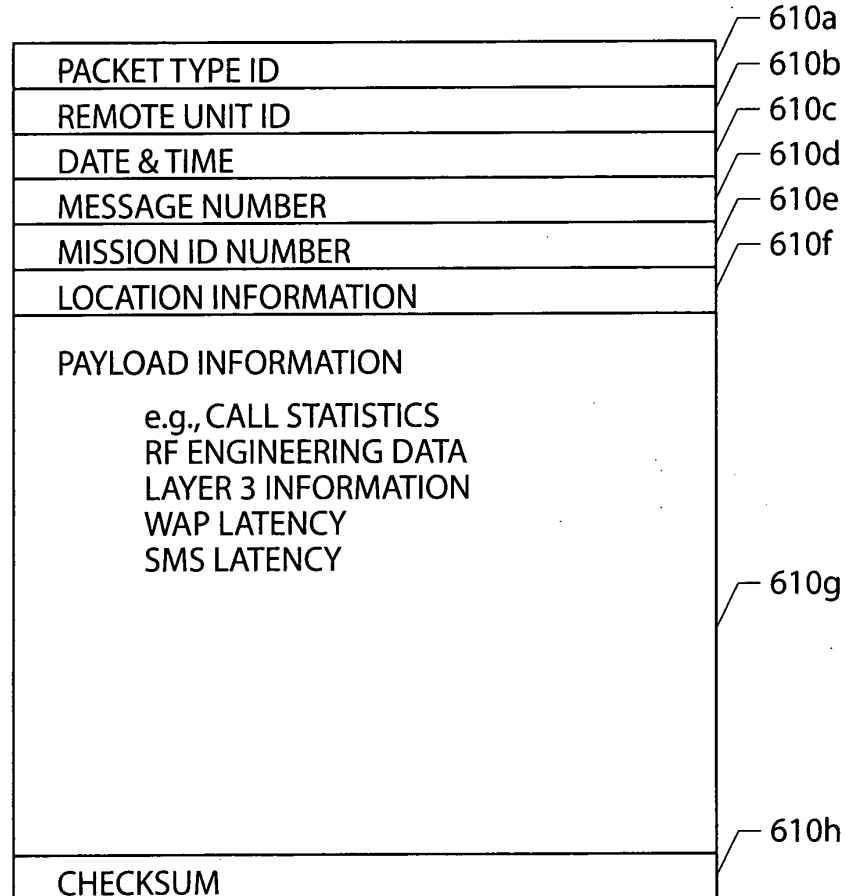 610a
PACKET TYPE ID
610b
REMOTE UNIT ID
610c
DATE & TIME
610d
MESSAGE NUMBER
610e
MISSION ID NUMBER
610f
LOCATION INFORMATION
PAYLOAD INFORMATION
e.g., CALL STATISTICS
RF ENGINEERING DATA
LAYER 3 INFORMATION
WAP LATENCY
SMS LATENCY
610g
610h
CHECKSUM